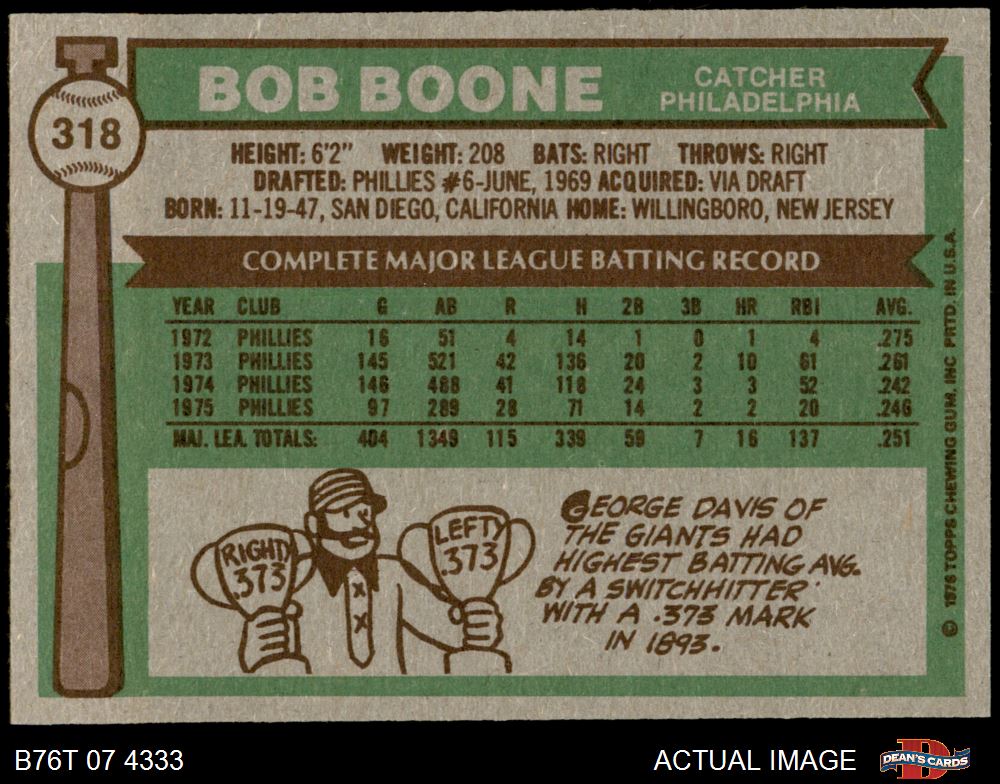 318
BOB BOONE
CATCHER
PHILADELPHIA
HEIGHT: 6'2" WEIGHT: 208 BATS: RIGHT THROWS: RIGHT
DRAFTED: PHILLIES #6-JUNE, 1969 ACQUIRED: VIA DRAFT
BORN: 11-19-47, SAN DIEGO, CALIFORNIA HOME: WILLINGBORO, NEW JERSEY
COMPLETE MAJOR LEAGUE BATTING RECORD
YEAR CLUB G AB R H 2B 3B HR RBI AVG.
1972 PHILLIES 16 51 4 14 1 0 1 4 .275
1973 PHILLIES 145 521 42 136 20 2 10 61 .261
1974 PHILLIES 146 488 41 118 24 3 3 52 .242
1975 PHILLIES 97 289 28 71 14 2 2 20 .246
MAJ. LEA. TOTALS: 404 1349 115 339 59 7 16 137 .251
RIGHT
.373
LEFTY
.373
GEORGE DAVIS OF
THE GIANTS HAD
HIGHEST BATTING AVG.
BY A SWITCHHITTER
WITH A .373 MARK
IN 1893.
© 1976 TOPPS CHEWING GUM, INC PRTD. IN U.S.A.
B76T 07 4333
ACTUAL IMAGE
DEAN'S CARDS